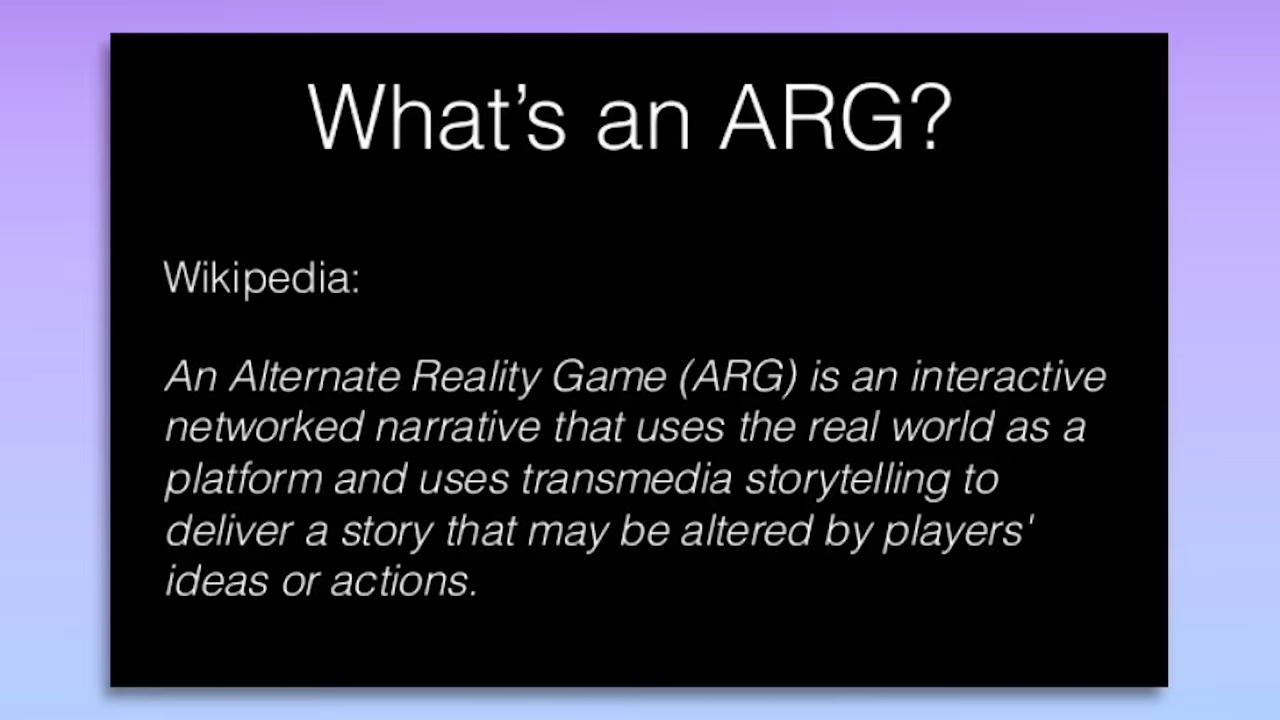 What’s an ARG?
Wikipedia:
An Alternate Reality Game (ARG) is an interactive
networked narrative that uses the real world as a
platform and uses transmedia storytelling to
deliver a story that may be altered by players'
ideas or actions.